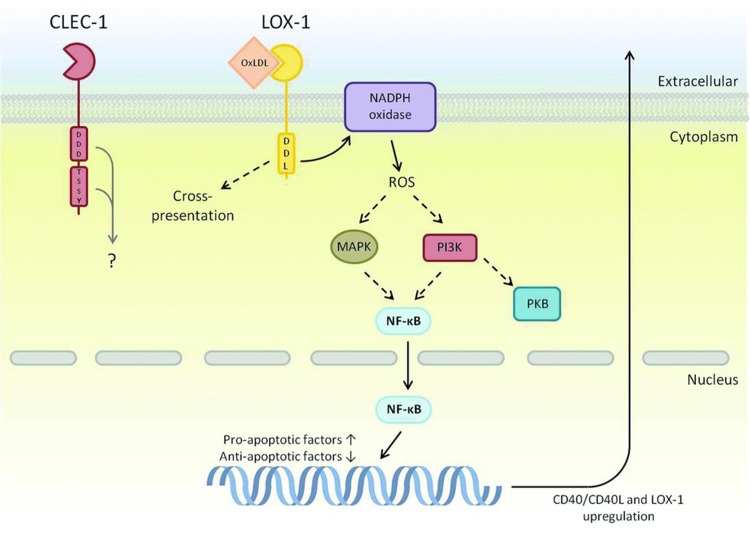 CLEC-1
LOX-1
OxLDL
Extracellular
NADPH
oxidase
Cytoplasm
D
D
D
T
S
S
Y
D
D
L
ROS
Cross-
presentation
MAPK
PI3K
?
PKB
NF-κB
Nucleus
NF-κB
Pro-apoptotic factors ↑
Anti-apoptotic factors ↓
CD40/CD40L and LOX-1
upregulation